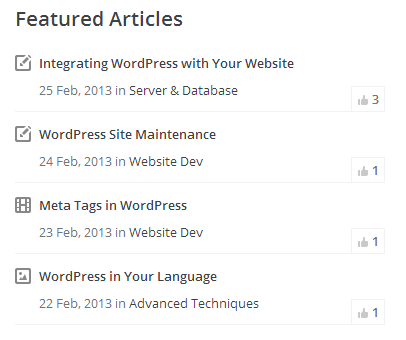 Featured Articles
Integrating WordPress with Your Website
25 Feb, 2013 in Server & Database
3
WordPress Site Maintenance
24 Feb, 2013 in Website Dev
1
Meta Tags in WordPress
23 Feb, 2013 in Website Dev
1
WordPress in Your Language
22 Feb, 2013 in Advanced Techniques
1